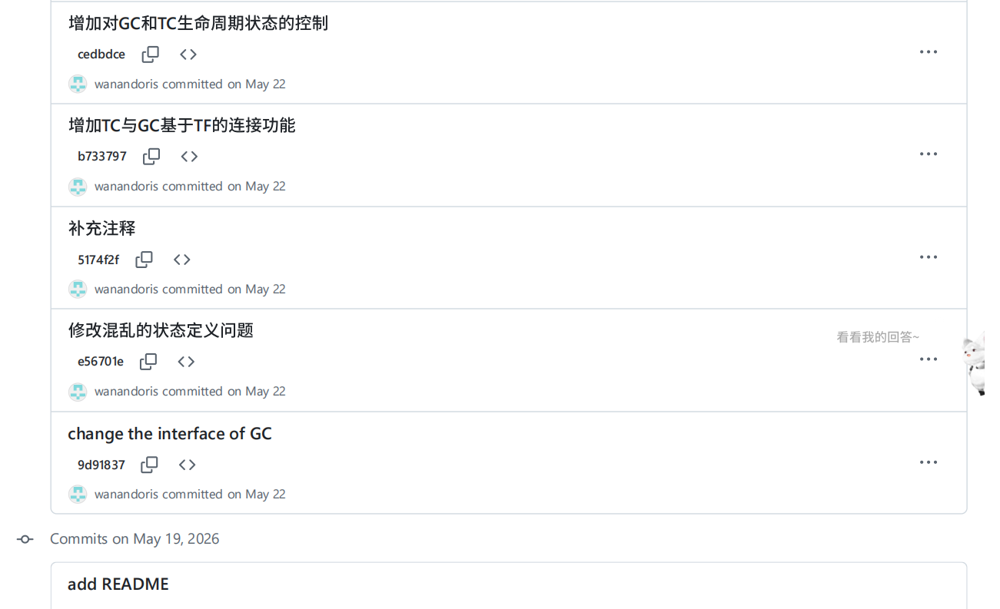 增加对GC和TC生命周期状态的控制
cedbdce
wanandoris committed on May 22
增加TC与GC基于TF的连接功能
b733797
wanandoris committed on May 22
补充注释
5174f2f
wanandoris committed on May 22
修改混乱的状态定义问题
看看我的回答~
e56701e
wanandoris committed on May 22
change the interface of GC
9d91837
wanandoris committed on May 22
Commits on May 19, 2026
add README